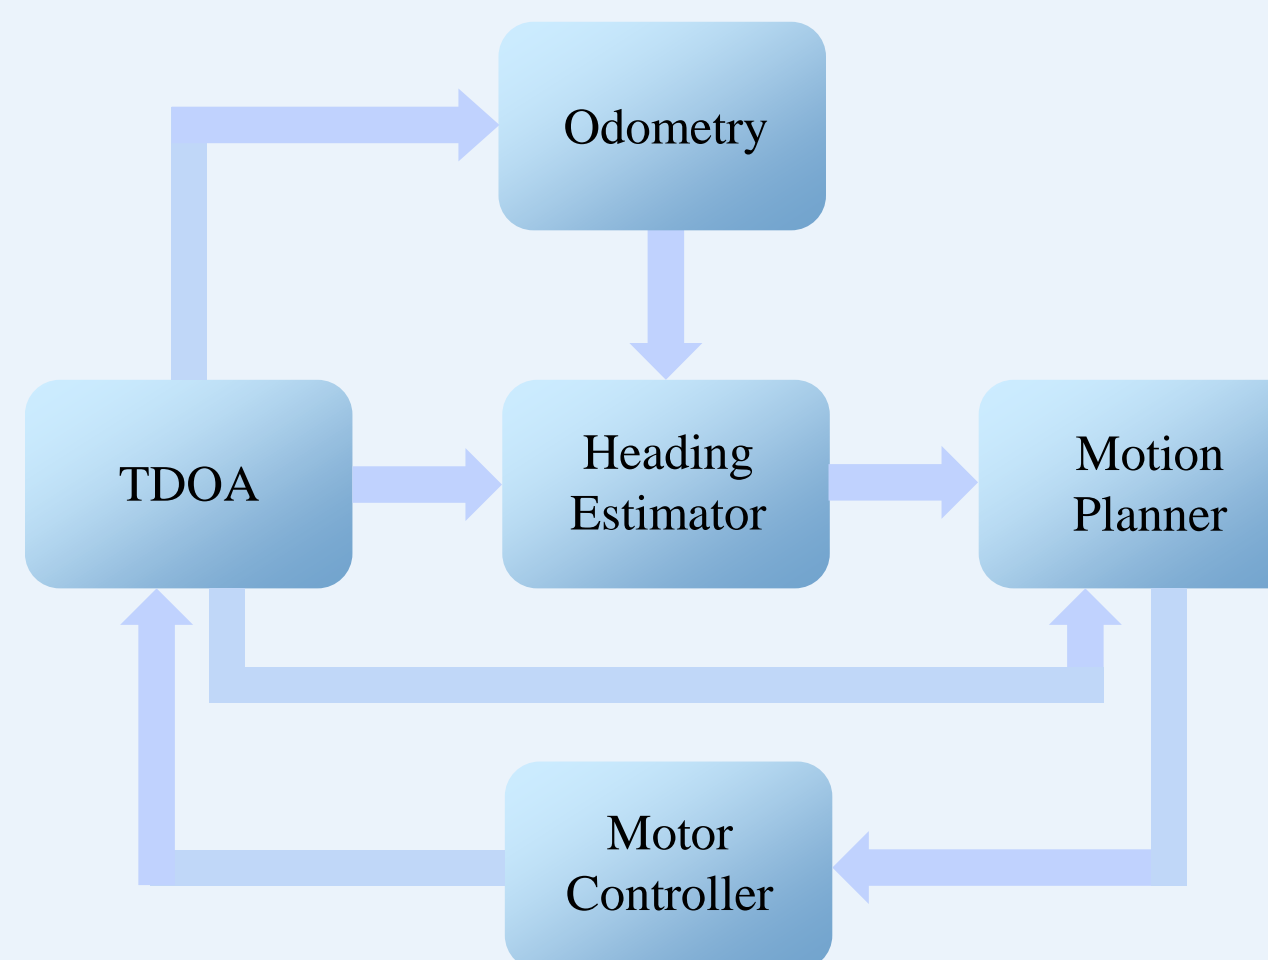 Odometry
TDOA
Heading
Estimator
Motion
Planner
Motor
Controller